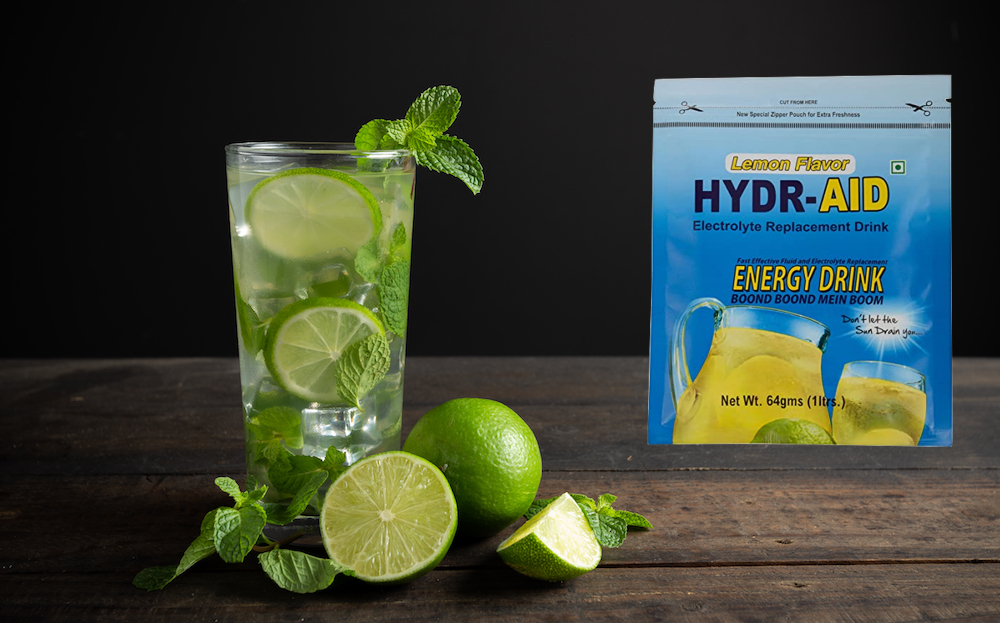 CUT FROM HERE
New Special Zipper Pouch for Extra Freshness
Lemon Flavor
HYDR-AID
Electrolyte Replacement Drink
Fast Effective Fluid and Electrolyte Replacement
ENERGY DRINK
BOOND BOOND MEIN BOOM
Don't let the
Sun Drain you...
Net Wt. 64gms (1ltrs.)